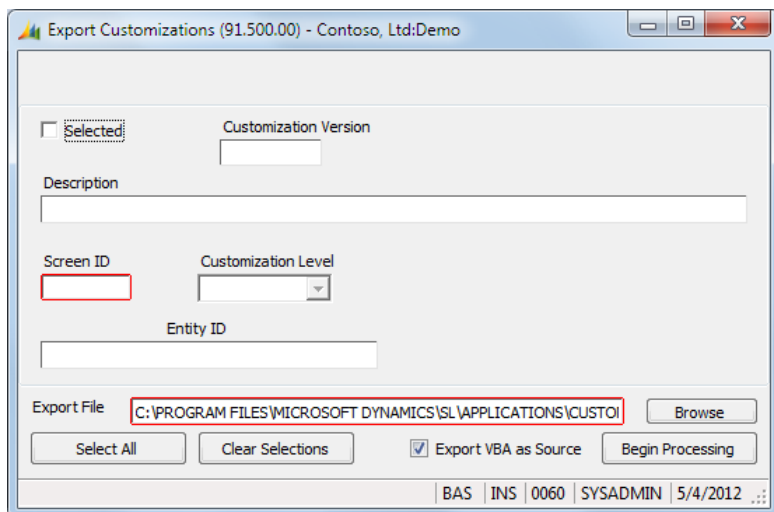 Export Customizations (91.500.00) - Contoso, Ltd:Demo
Selected
Customization Version
Description
Screen ID
Customization Level
Entity ID
Export File C:\PROGRAM FILES\MICROSOFT DYNAMICS\SL\APPLICATIONS\CUSTO Browse
Select All Clear Selections Export VBA as Source Begin Processing
BAS INS 0060 SYSADMIN 5/4/2012